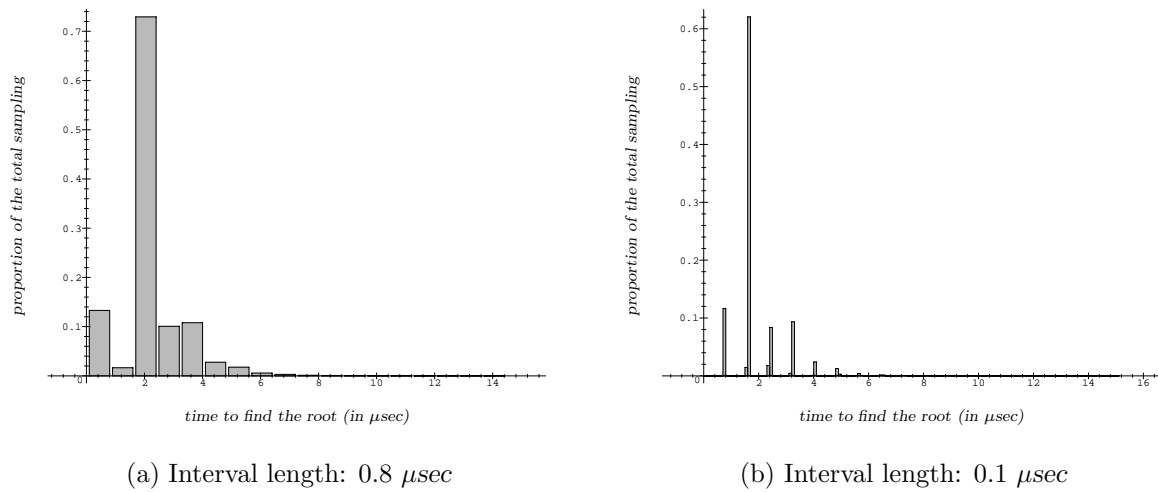 proportion of the total sampling
0.7
0.6
0.5
0.4
0.3
0.2
0.1
0 2 4 6 8 10 12 14
time to find the root (in μsec)
(a) Interval length: 0.8 μsec
proportion of the total sampling
0.6
0.5
0.4
0.3
0.2
0.1
0 2 4 6 8 10 12 14 16
time to find the root (in μsec)
(b) Interval length: 0.1 μsec